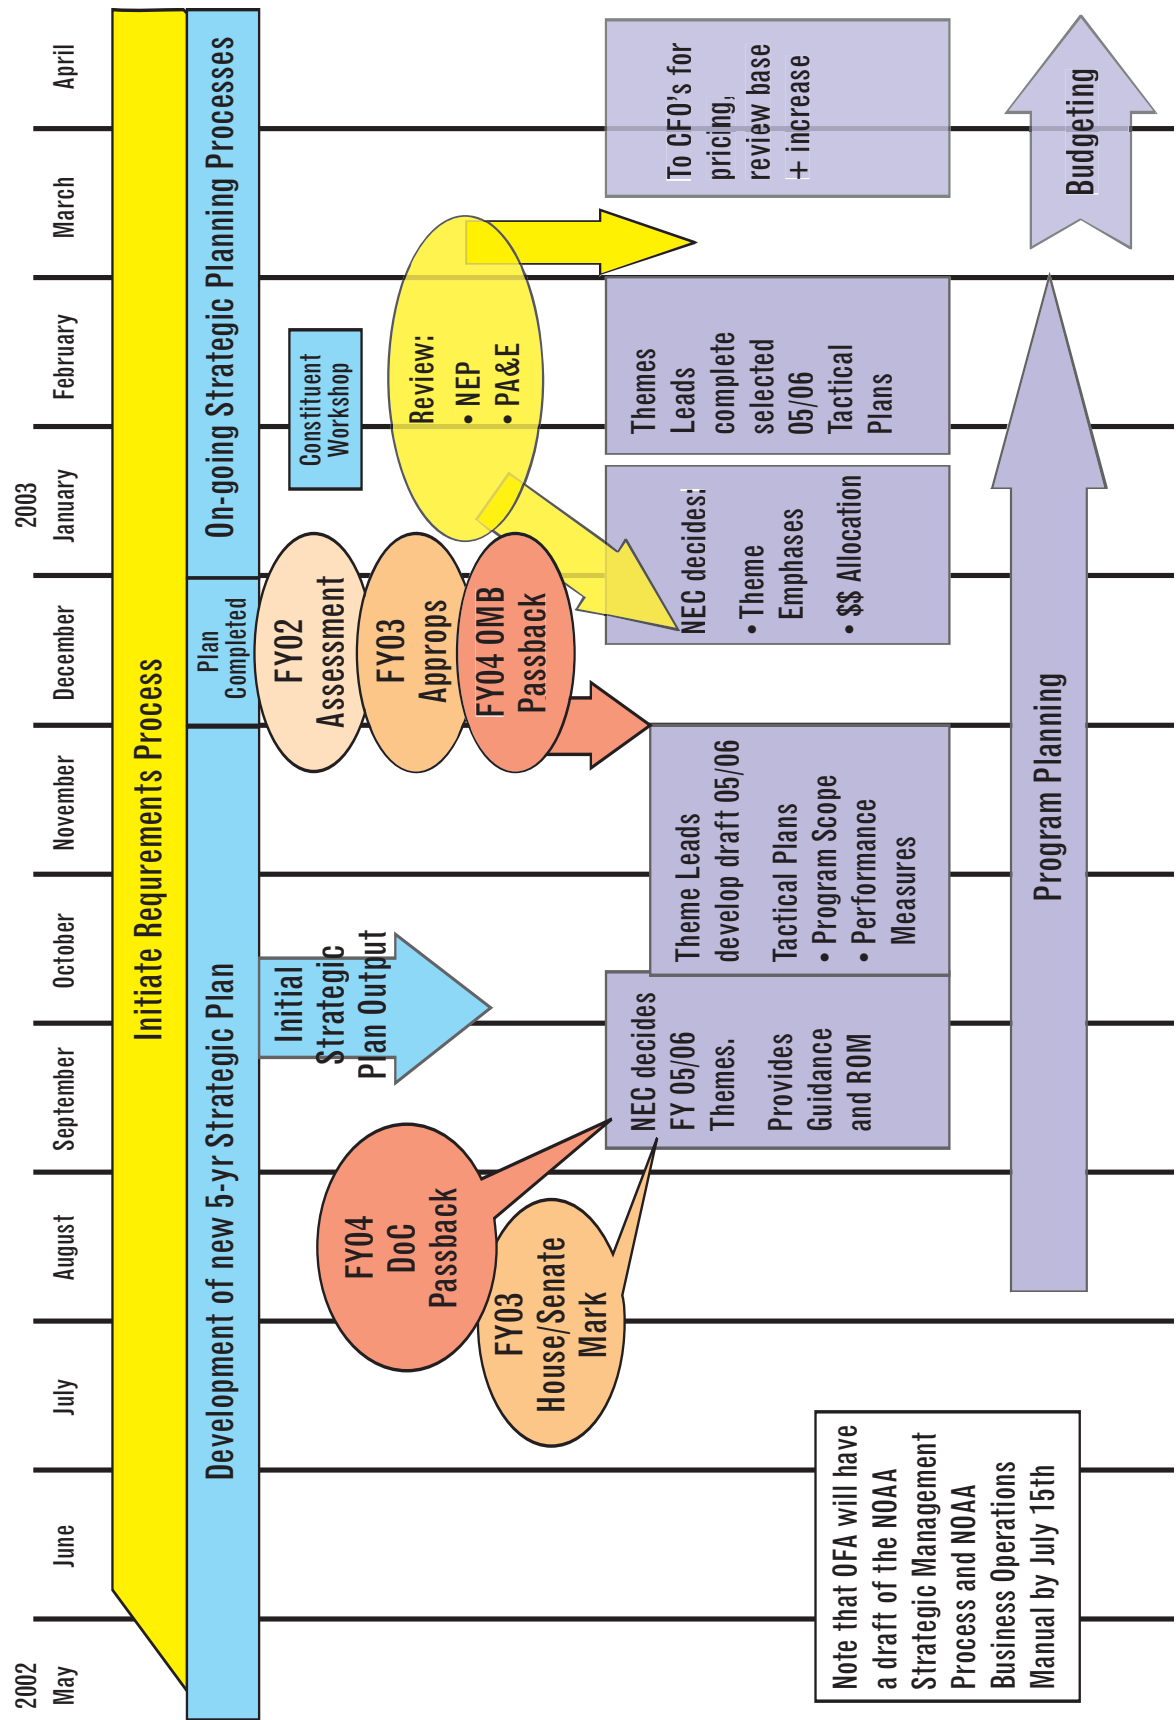 2002
2003
May
June
July
August
September
October
November
December
January
February
March
April
Initiate Requrements Process
Development of new 5-yr Strategic Plan
Plan
Completed
On-going Strategic Planning Processes
Initial
Strategic
Plan Output
FY02
Assessment
FY03
Approps
FY04 OMB
Passback
Constituent
Workshop
Review:
• NEP
• PA&E
FY04
DoC
Passback
FY03
House/Senate
Mark
NEC decides
FY 05/06
Themes.
Provides
Guidance
and ROM
Theme Leads
develop draft 05/06
Tactical Plans
• Program Scope
• Performance
Measures
NEC decides:
• Theme
Emphases
• $$ Allocation
Themes
Leads
complete
selected
05/06
Tactical
Plans
To CFO's for
pricing,
review base
+ increase
Note that OFA will have
a draft of the NOAA
Strategic Management
Process and NOAA
Business Operations
Manual by July 15th
Program Planning
Budgeting